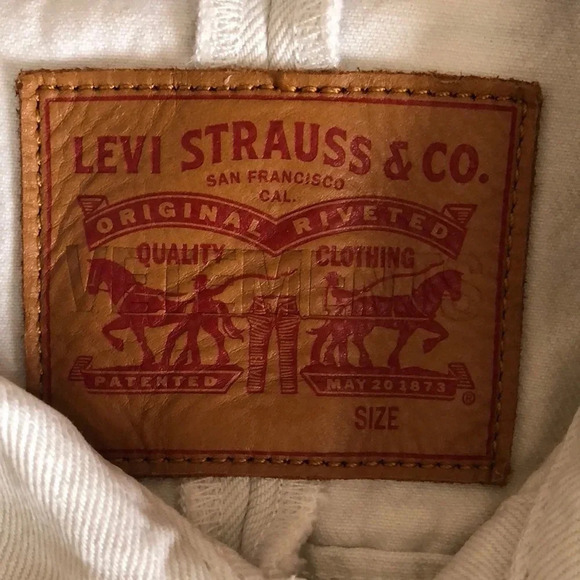 LEVI STRAUSS & CO.
SAN FRANCISCO
CAL.
ORIGINAL RIVETED
QUALITY CLOTHING
PATENTED MAY 20 1873 ®
SIZE